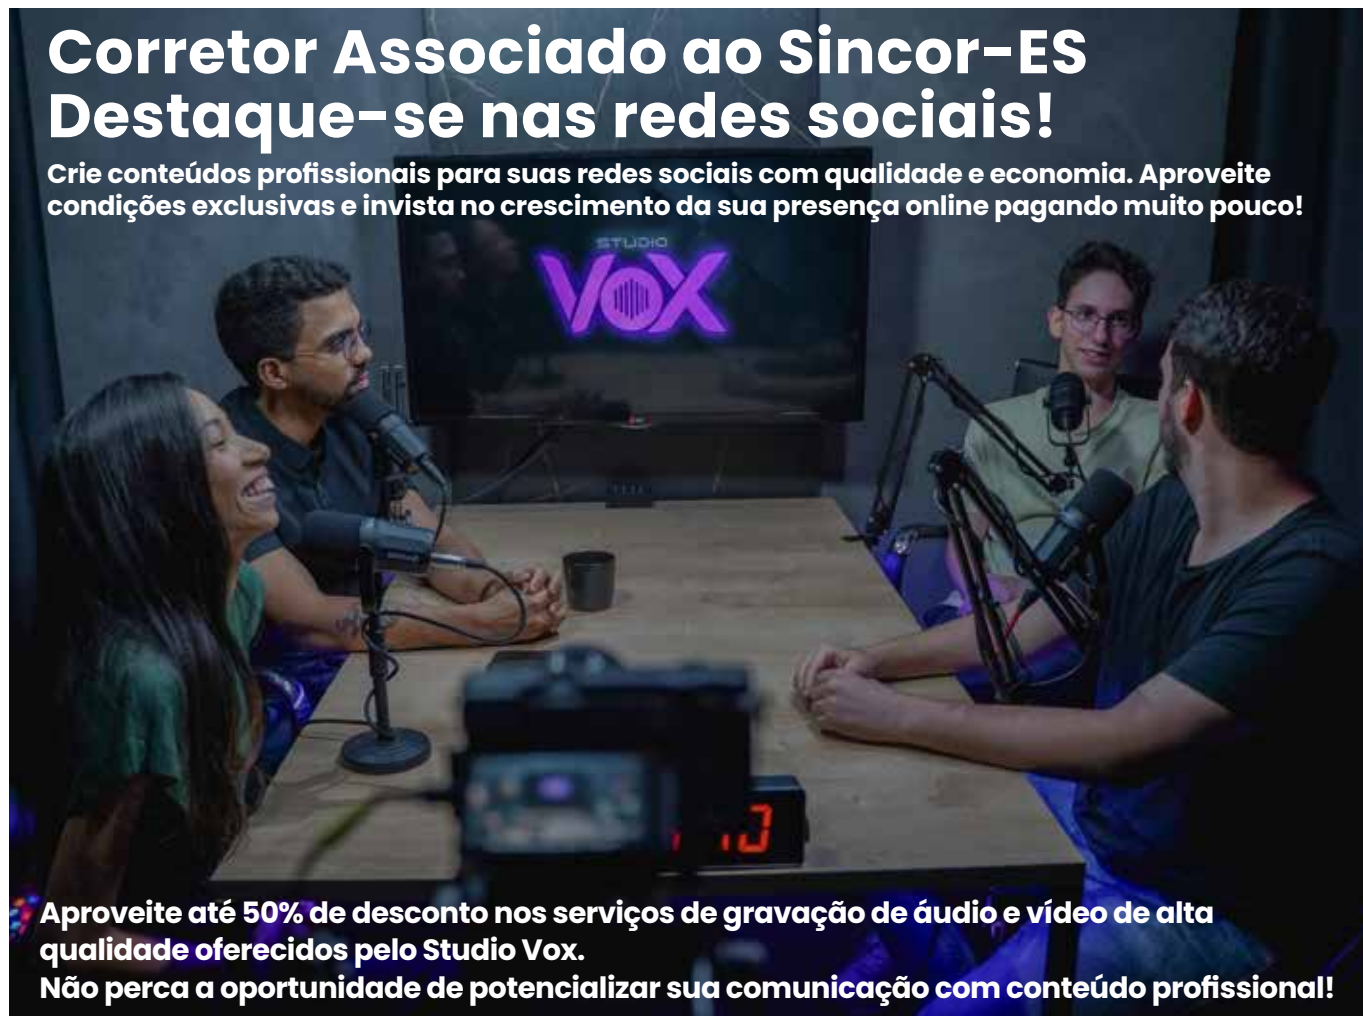 Corretor Associado ao Sincor-ES
Destaque-se nas redes sociais!
Crie conteúdos profissionais para suas redes sociais com qualidade e economia. Aproveite
condições exclusivas e invista no crescimento da sua presença online pagando muito pouco!
STUDIO
VOX
Aproveite até 50% de desconto nos serviços de gravação de áudio e vídeo de alta
qualidade oferecidos pelo Studio Vox.
Não perca a oportunidade de potencializar sua comunicação com conteúdo profissional!